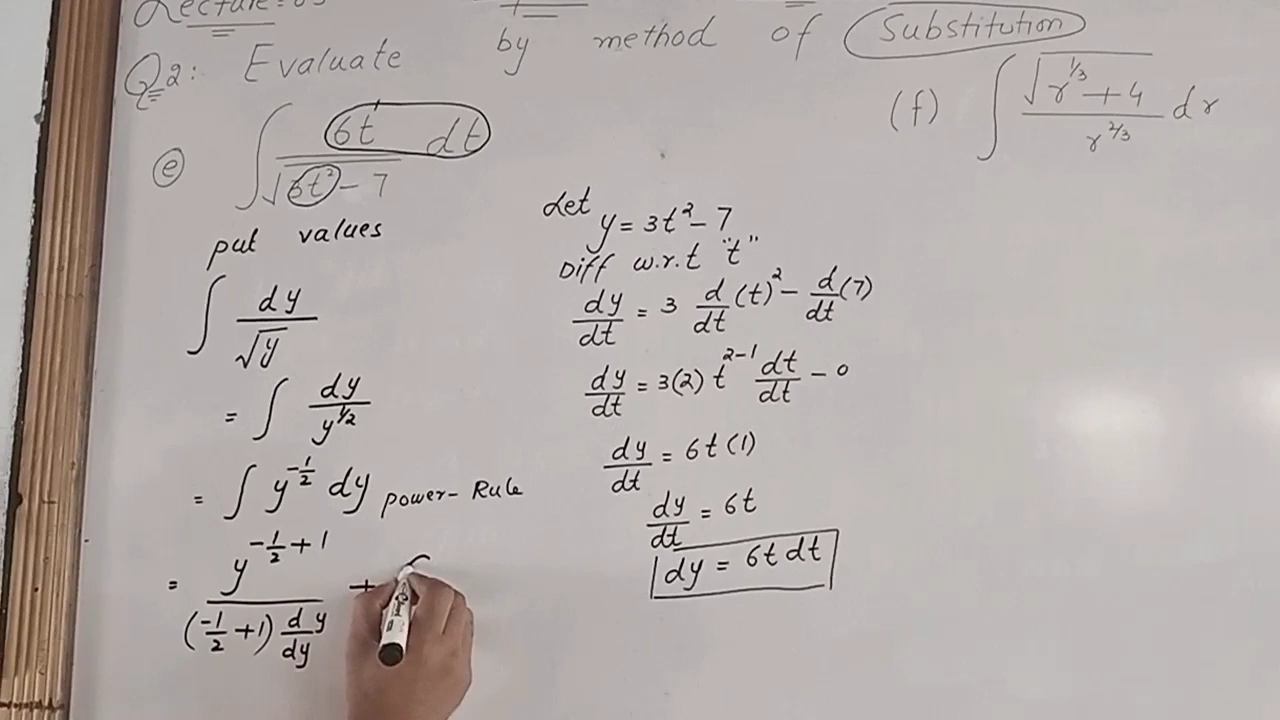 by method of Substitution
Q2: Evaluate
(e) ∫ 6t dt / √(3t² - 7)
(f) ∫ √(r^1/3 + 4) / r^2/3 dr
put values
∫ dy / √y
= ∫ dy / y^1/2
= ∫ y^-1/2 dy power-Rule
= y^(-1/2 + 1) / (-1/2 + 1) dy/dy +
Let y = 3t² - 7
Diff w.r.t "t"
dy/dt = 3 d/dt (t)² - d/dt (7)
dy/dt = 3(2) t^2-1 dt/dt - 0
dy/dt = 6t (1)
dy/dt = 6t
dy = 6t dt